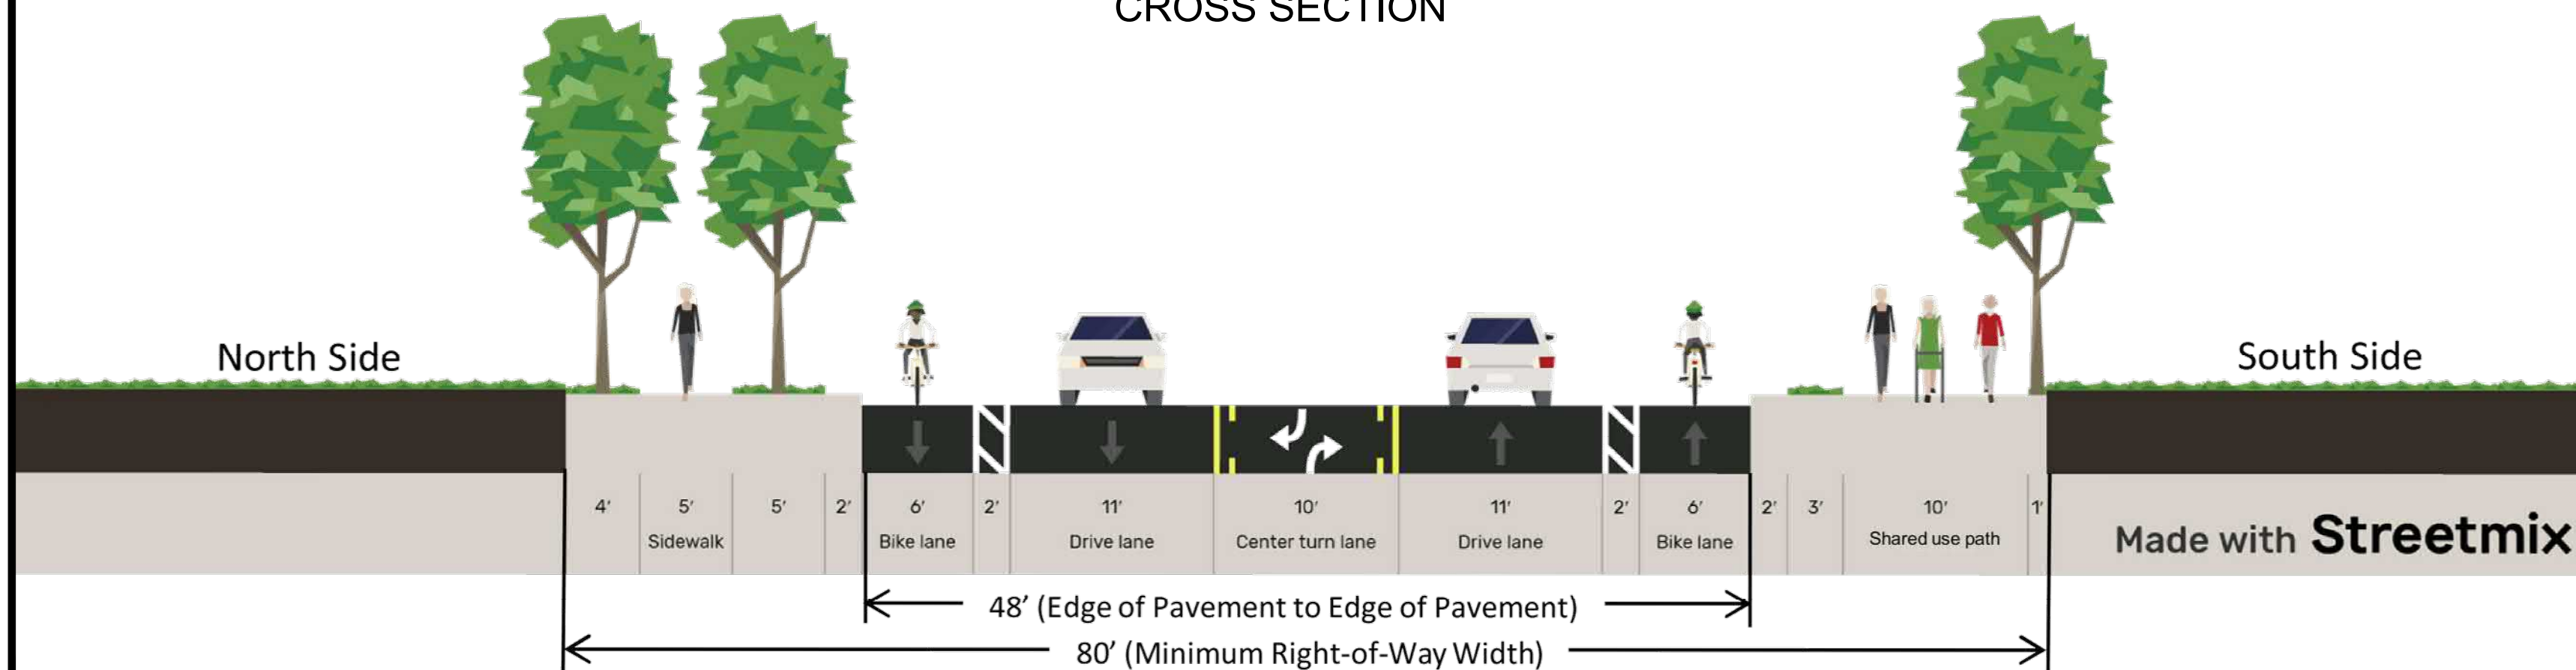 CROSS SECTION
North Side
South Side
4' 5' 5' 2' 6' 2' 11' 10' 11' 2' 6' 2' 3' 10' 1'
Sidewalk Bike lane Drive lane Center turn lane Drive lane Bike lane Shared use path
Made with Streetmix
48’ (Edge of Pavement to Edge of Pavement)
80’ (Minimum Right-of-Way Width)